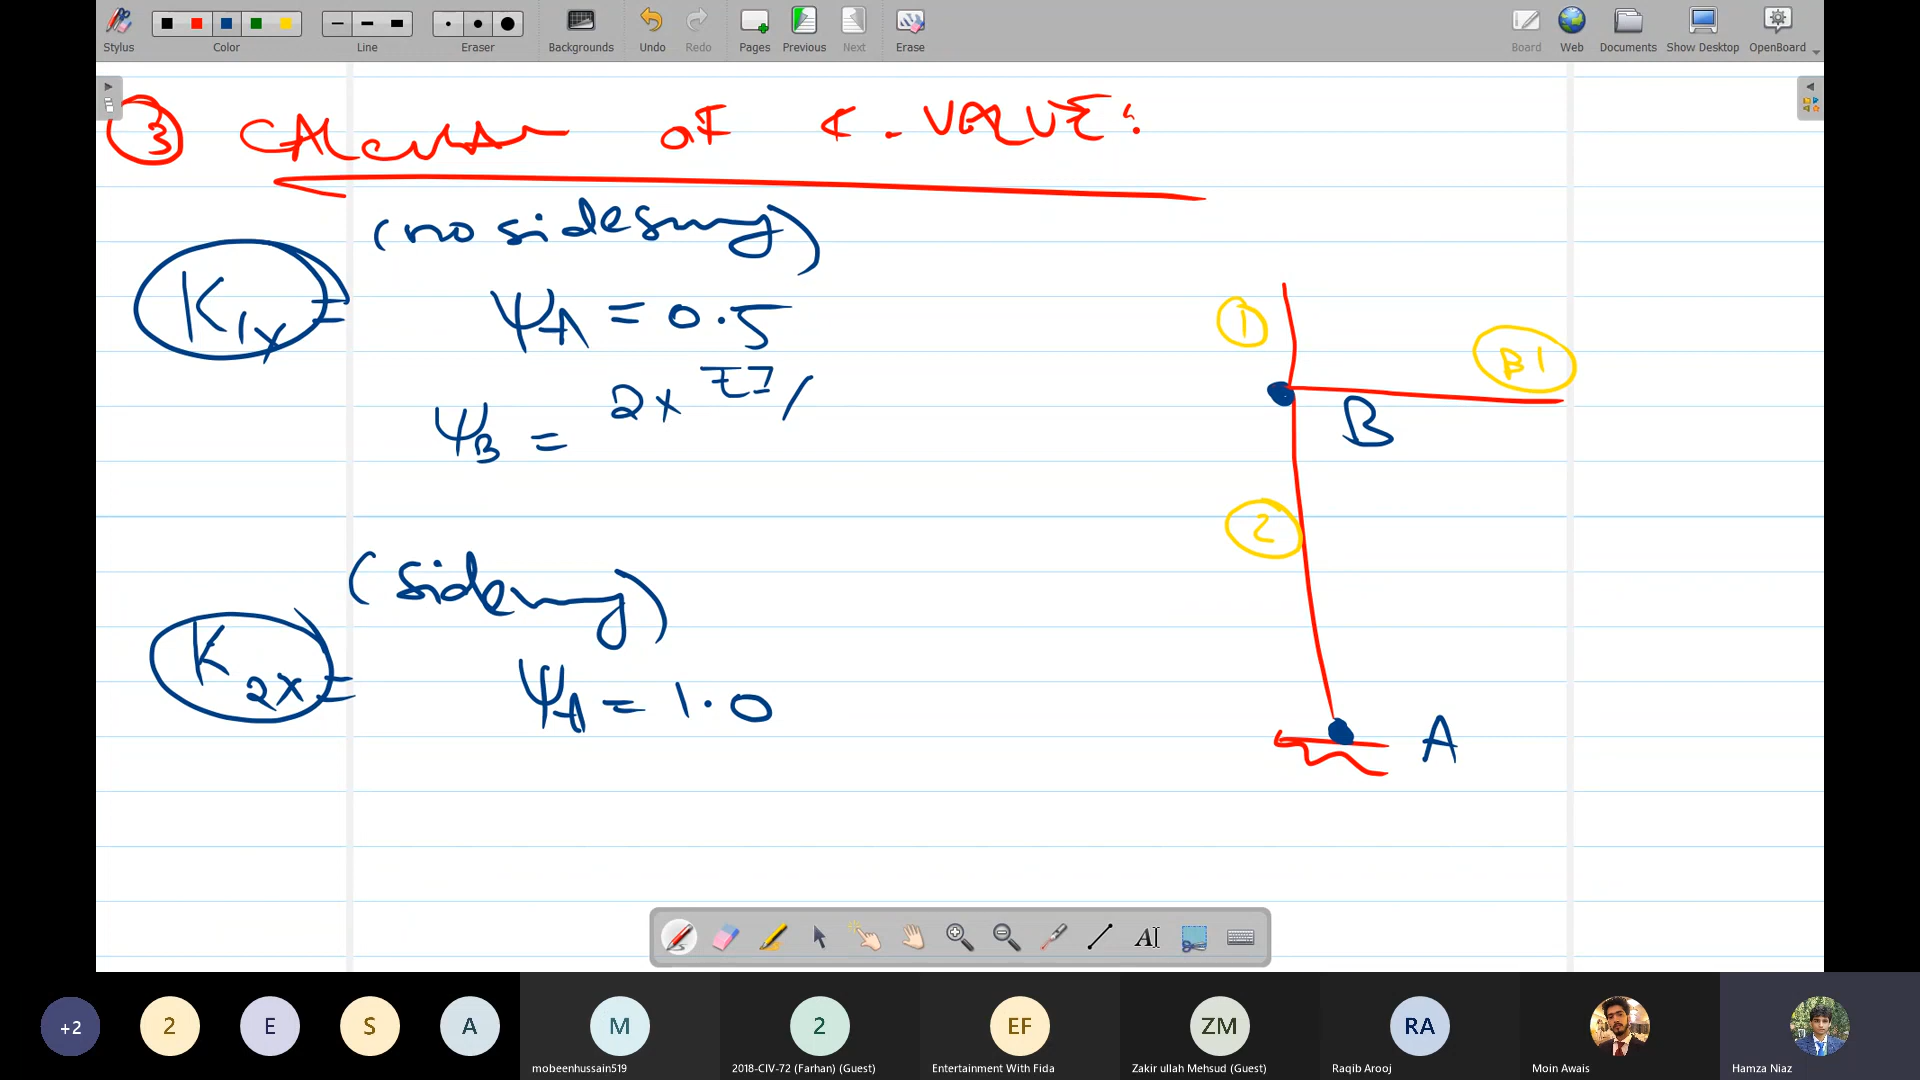 Stylus
Color
Line
Eraser
Backgrounds
Undo
Redo
Pages
Previous
Next
Erase
Board
Web
Documents
Show Desktop
OpenBoard
3 OF K-VALUE:
(no sidesway)
K1x =
ΨA = 0.5
ΨB = 2x EI/
1
B1
B
2
(sidesway)
K2x =
ΨA = 1.0
A
AI
+2
2
E
S
A
M
2
EF
ZM
RA
mobeenhussain519
2018-CIV-72 (Farhan) (Guest)
Entertainment With Fida
Zakir ullah Mehsud (Guest)
Raqib Arooj
Moin Awais
Hamza Niaz